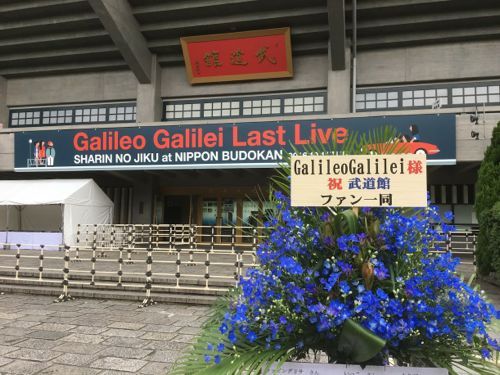 武道館
Galileo Galilei Last Live
SHARIN NO JIKU at NIPPON BUDOKAN
GalileoGalilei様
祝 武道館
ファン一同